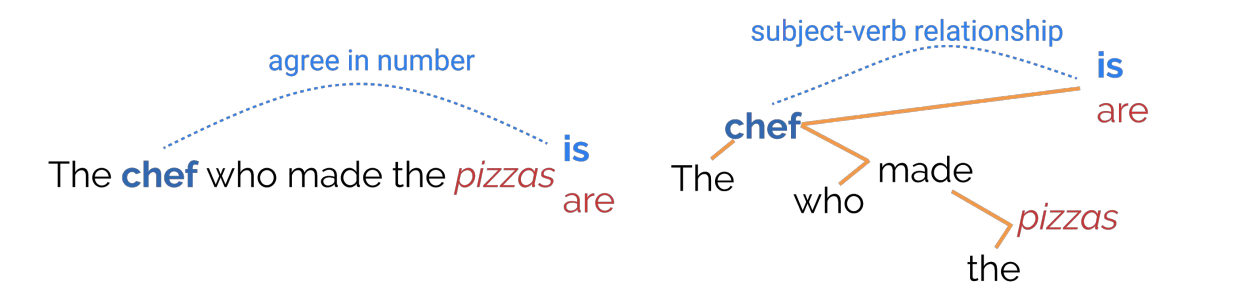 agree in number
is
The chef who made the pizzas
are
subject-verb relationship
is
are
chef
The
made
who
pizzas
the